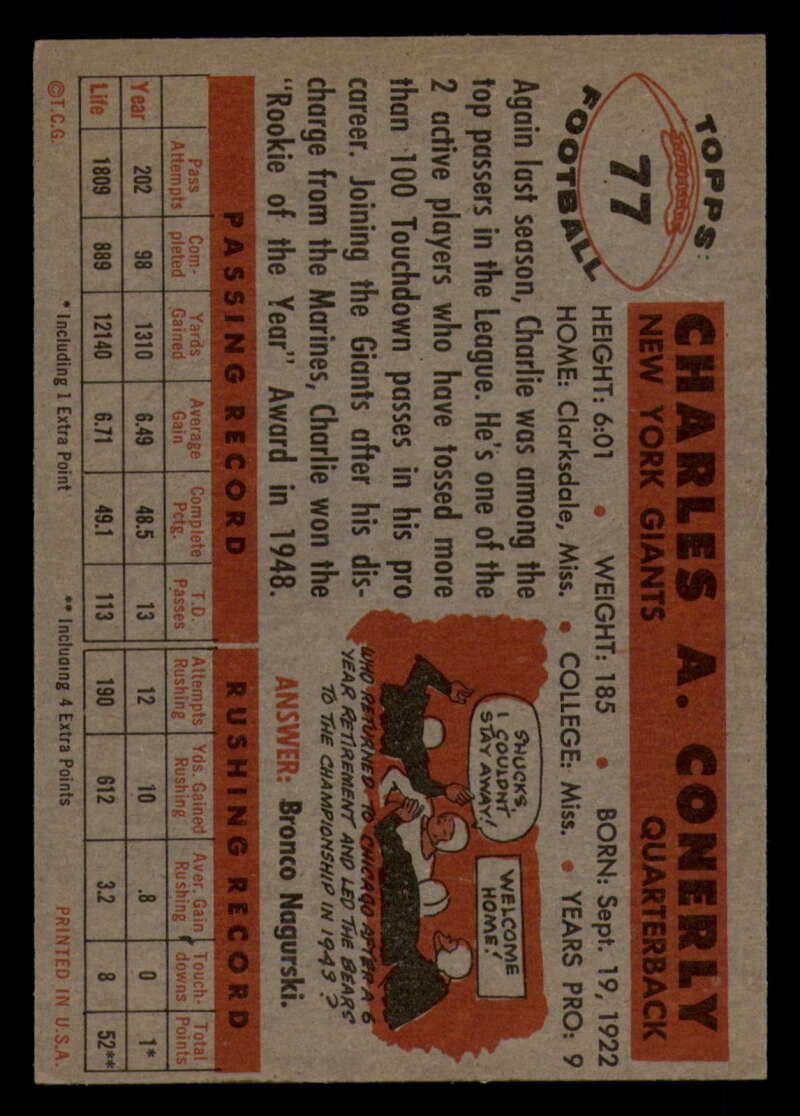 TOPPS
77
FOOTBALL
CHARLES A. CONERLY
NEW YORK GIANTS QUARTERBACK
HEIGHT: 6:01 • WEIGHT: 185 • BORN: Sept. 19, 1922
HOME: Clarksdale, Miss. • COLLEGE: Miss. • YEARS PRO: 9
Again last season, Charlie was among the
top passers in the League. He's one of the
2 active players who have tossed more
than 100 Touchdown passes in his pro
career. Joining the Giants after his dis-
charge from the Marines, Charlie won the
"Rookie of the Year" Award in 1948.
SHUCKS,
I COULDNT
STAY AWAY!
WELCOME
HOME!
WHO RETURNED TO CHICAGO AFTER A 6
YEAR RETIREMENT AND LED THE BEARS
TO THE CHAMPIONSHIP IN 1943?
ANSWER: Bronco Nagurski.
PASSING RECORD RUSHING RECORD
Pass Attempts Com-pleted Yards Gained Average Gain Complete Pctg. T.D. Passes Attempts Rushing Yds. Gained Rushing Aver. Gain Rushing Touch-downs Total Points
Year 202 98 1310 6.49 48.5 13 12 10 .8 0 1*
Life 1809 889 12140 6.71 49.1 113 190 612 3.2 8 52**
©T.C.G. * Including 1 Extra Point ** Including 4 Extra Points PRINTED IN U.S.A.